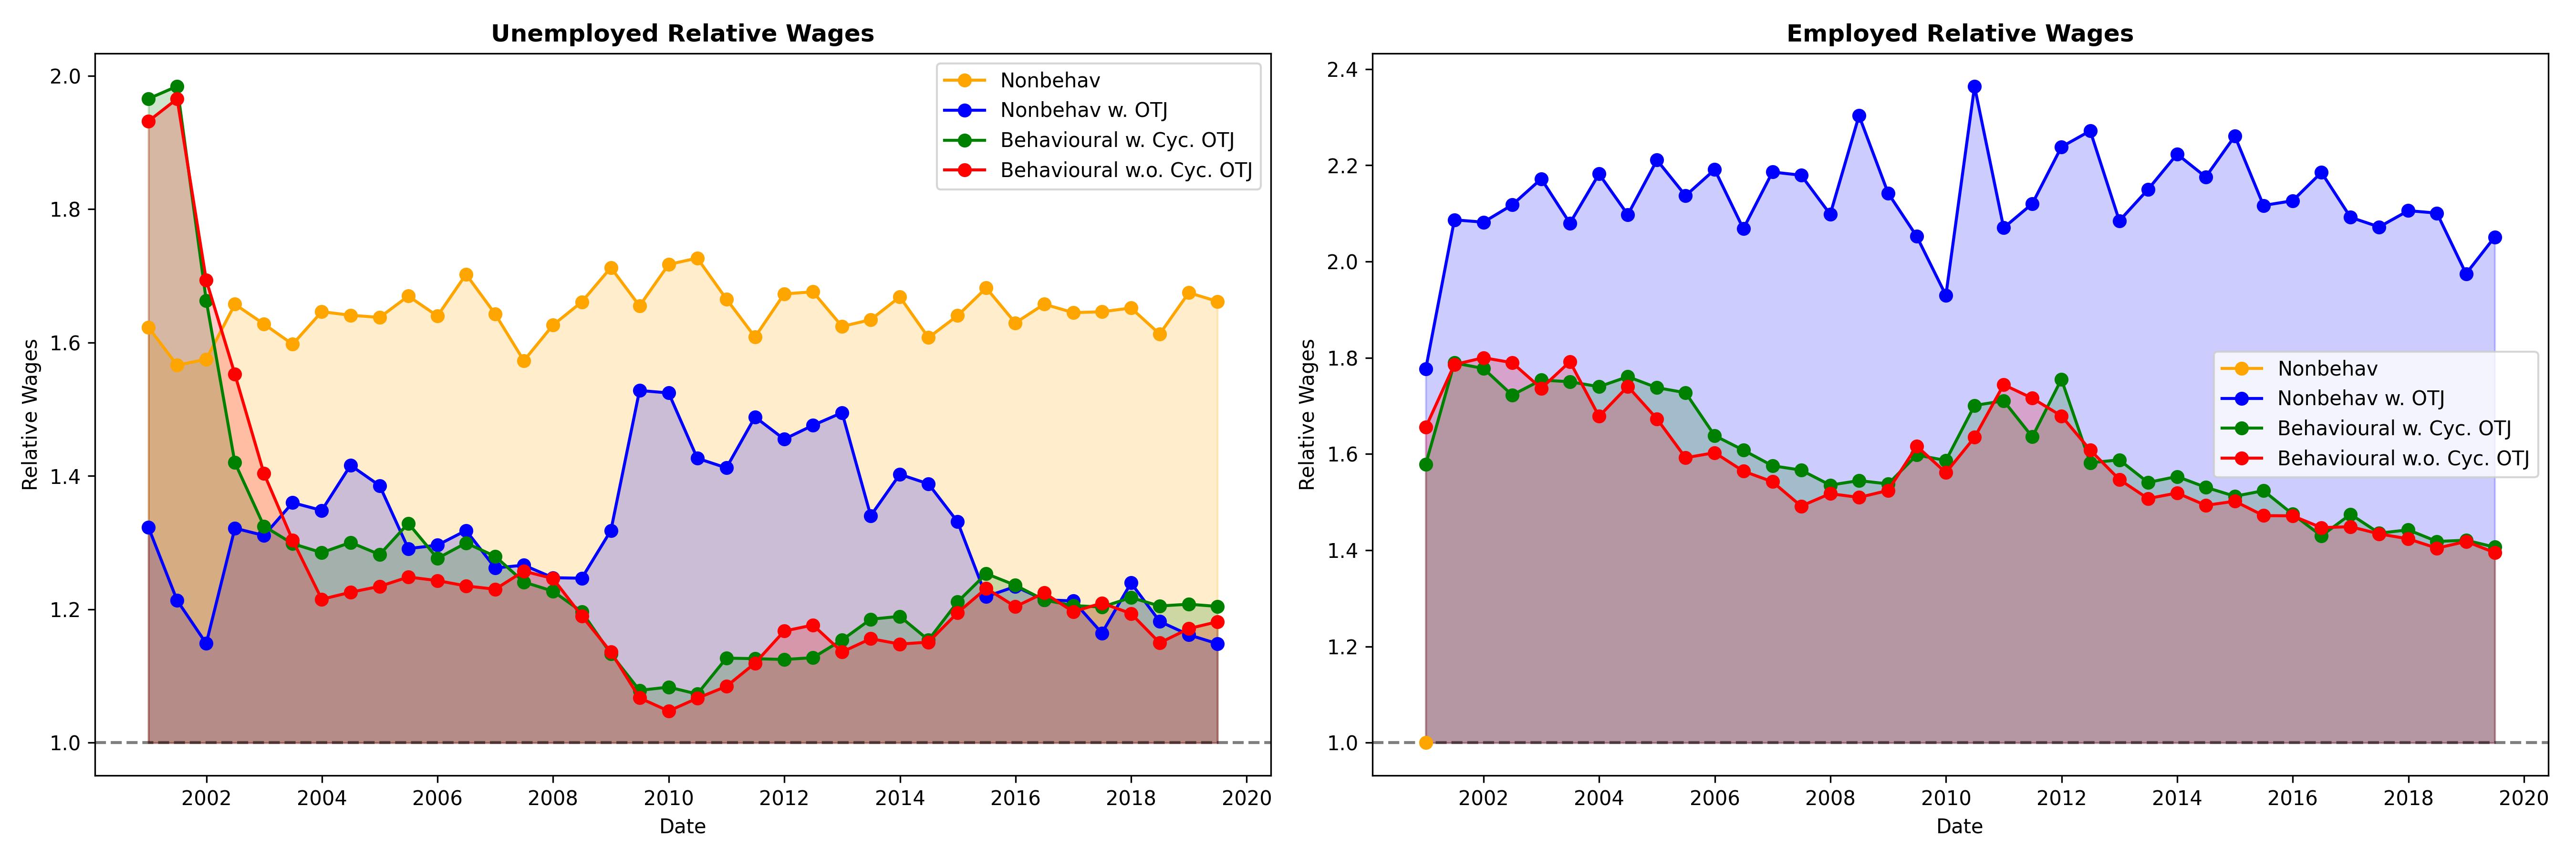 Unemployed Relative Wages
Relative Wages
2.0
1.8
1.6
1.4
1.2
1.0
Nonbehav
Nonbehav w. OTJ
Behavioural w. Cyc. OTJ
Behavioural w.o. Cyc. OTJ
2002 2004 2006 2008 2010 2012 2014 2016 2018 2020
Date
Employed Relative Wages
Relative Wages
2.4
2.2
2.0
1.8
1.6
1.4
1.2
1.0
Nonbehav
Nonbehav w. OTJ
Behavioural w. Cyc. OTJ
Behavioural w.o. Cyc. OTJ
2002 2004 2006 2008 2010 2012 2014 2016 2018 2020
Date